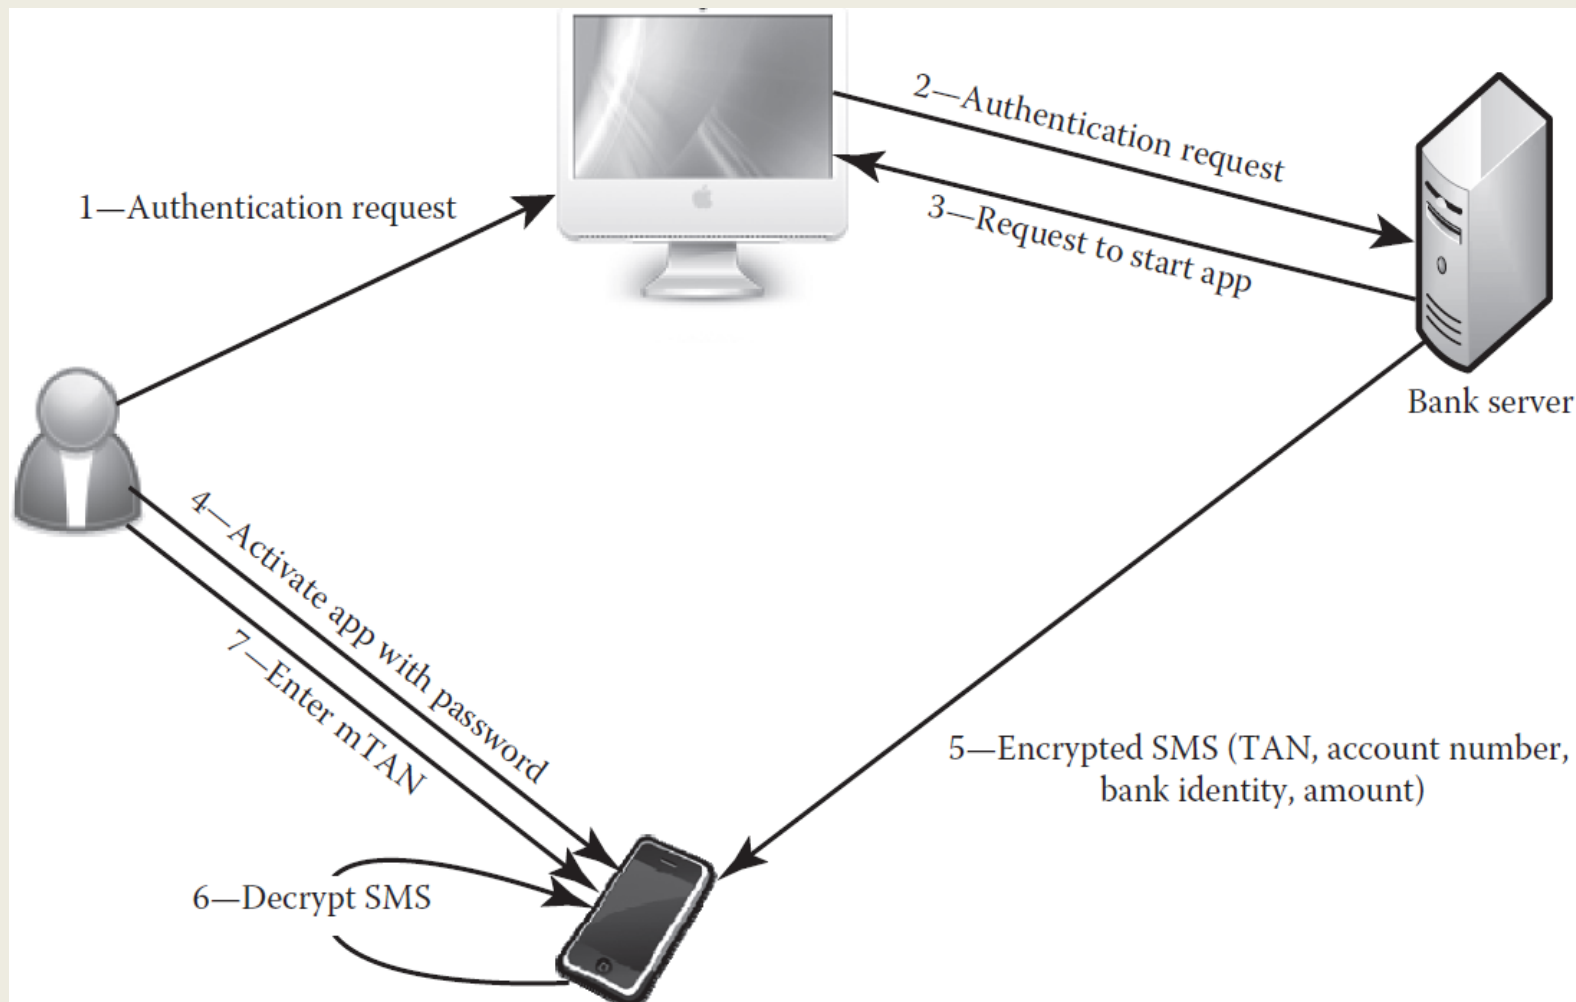 1—Authentication request
2—Authentication request
3—Request to start app
Bank server
4—Activate app with password
7—Enter mTAN
5—Encrypted SMS (TAN, account number,
bank identity, amount)
6—Decrypt SMS